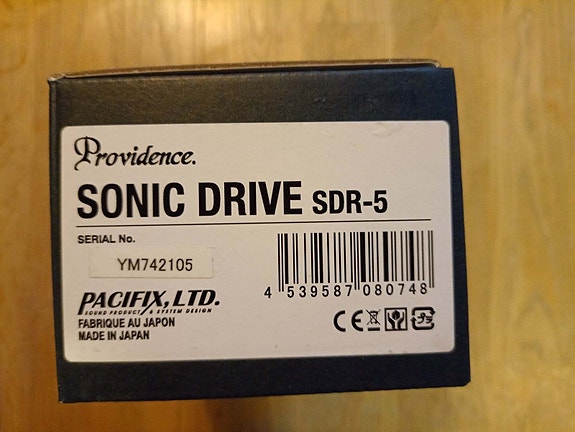 Providence.
SONIC DRIVE SDR-5
SERIAL No.
YM742105
4 539587 080748
PACIFIX, LTD.
SOUND PRODUCT & SYSTEM DESIGN
FABRIQUE AU JAPON
MADE IN JAPAN
CE